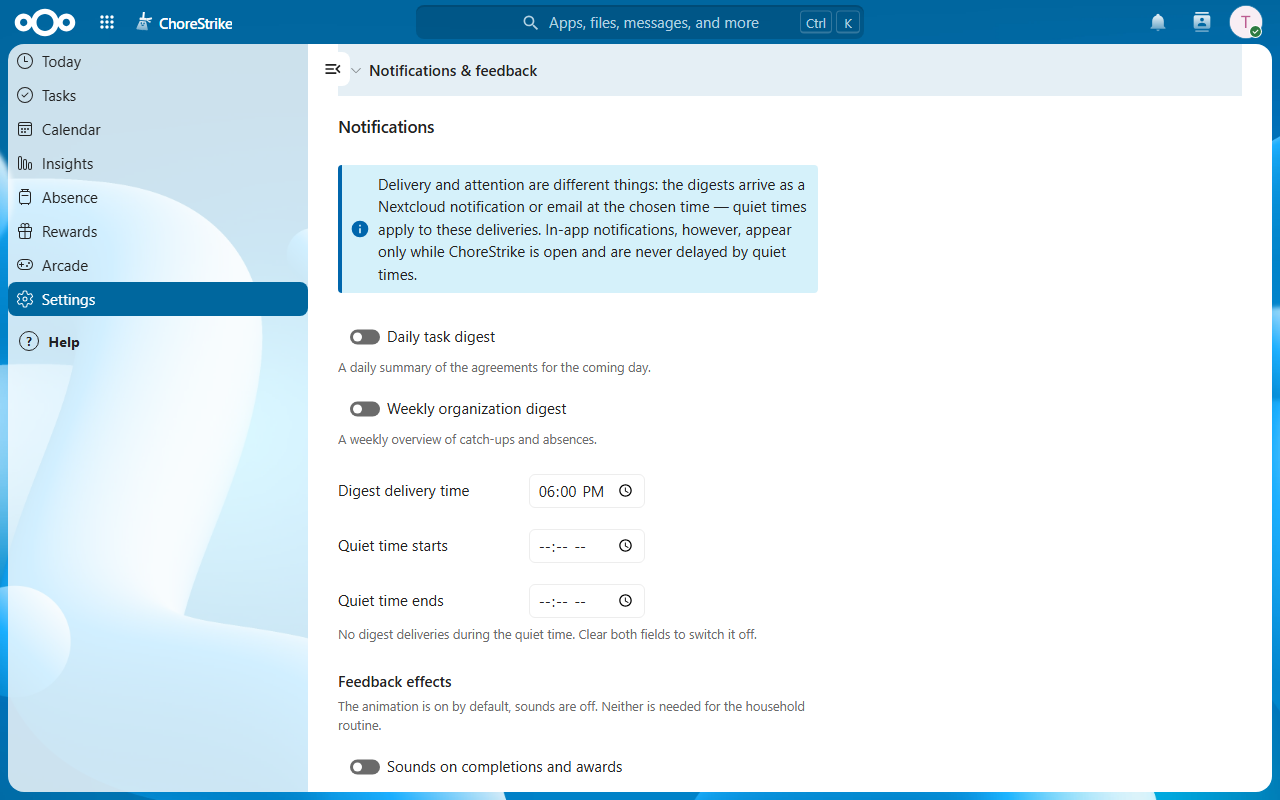 ChoreStrike
Apps, files, messages, and more
Ctrl
K
T
Today
Tasks
Calendar
Insights
Absence
Rewards
Arcade
Settings
? Help
Notifications & feedback
Notifications
Delivery and attention are different things: the digests arrive as a
Nextcloud notification or email at the chosen time — quiet times
apply to these deliveries. In-app notifications, however, appear
only while ChoreStrike is open and are never delayed by quiet
times.
Daily task digest
A daily summary of the agreements for the coming day.
Weekly organization digest
A weekly overview of catch-ups and absences.
Digest delivery time
06:00 PM
Quiet time starts
--:-- --
Quiet time ends
--:-- --
No digest deliveries during the quiet time. Clear both fields to switch it off.
Feedback effects
The animation is on by default, sounds are off. Neither is needed for the household
routine.
Sounds on completions and awards